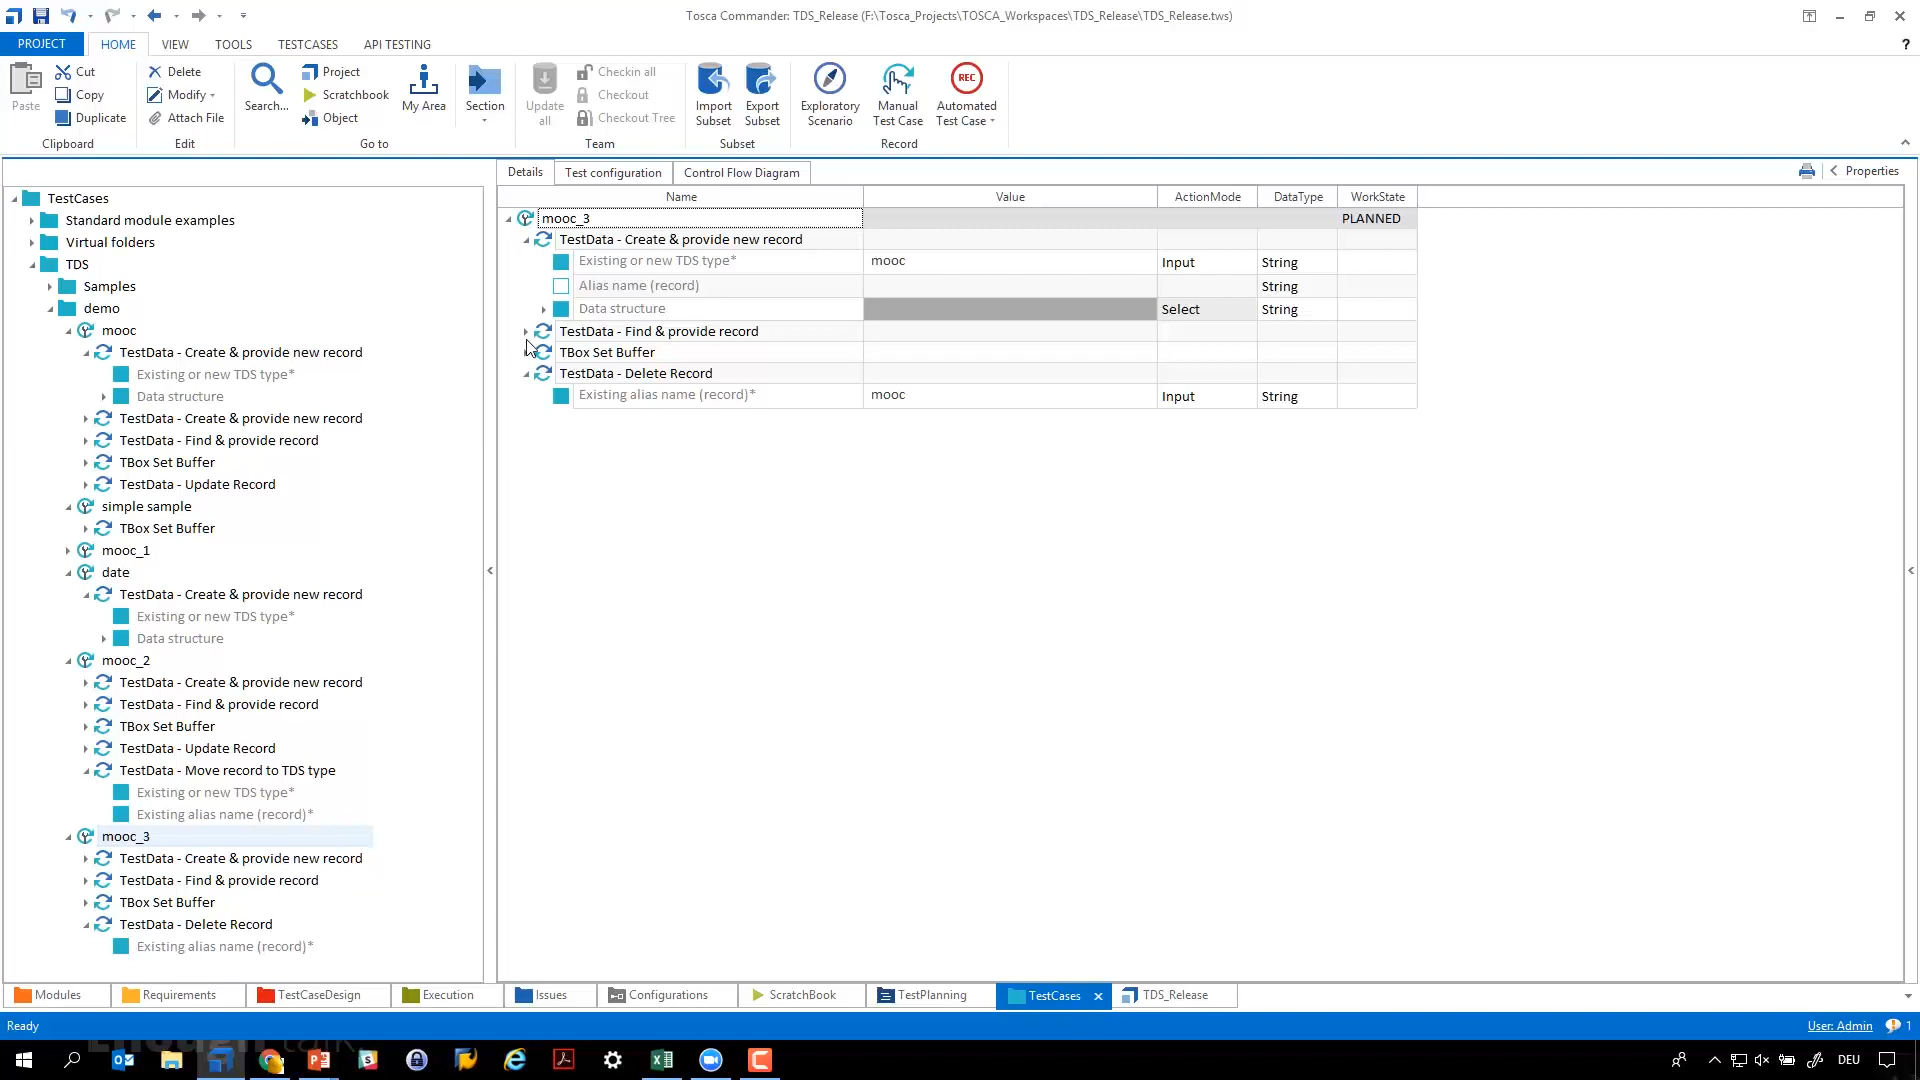 Tosca Commander: TDS_Release (F:\Tosca_Projects\TOSCA_Workspaces\TDS_Release\TDS_Release.tws)
PROJECT HOME VIEW TOOLS TESTCASES API TESTING ?
Paste Cut Copy Duplicate Clipboard
Delete Modify Attach File Edit
Search... Project Scratchbook Object My Area Section Go to
Update all Checkin all Checkout Checkout Tree Team
Import Subset Export Subset Subset
Exploratory Scenario Manual Test Case REC Automated Test Case Record
TestCases
Standard module examples
Virtual folders
TDS
Samples
demo
mooc
TestData - Create & provide new record
Existing or new TDS type*
Data structure
TestData - Create & provide new record
TestData - Find & provide record
TBox Set Buffer
TestData - Update Record
simple sample
TBox Set Buffer
mooc_1
date
TestData - Create & provide new record
Existing or new TDS type*
Data structure
mooc_2
TestData - Create & provide new record
TestData - Find & provide record
TBox Set Buffer
TestData - Update Record
TestData - Move record to TDS type
Existing or new TDS type*
Existing alias name (record)*
mooc_3
TestData - Create & provide new record
TestData - Find & provide record
TBox Set Buffer
TestData - Delete Record
Existing alias name (record)*
Details Test configuration Control Flow Diagram Properties
Name Value ActionMode DataType WorkState
mooc_3 PLANNED
TestData - Create & provide new record
Existing or new TDS type* mooc Input String
Alias name (record) String
Data structure Select String
TestData - Find & provide record
TBox Set Buffer
TestData - Delete Record
Existing alias name (record)* mooc Input String
Modules Requirements TestCaseDesign Execution Issues Configurations ScratchBook TestPlanning TestCases TDS_Release
Ready User: Admin 1
DEU